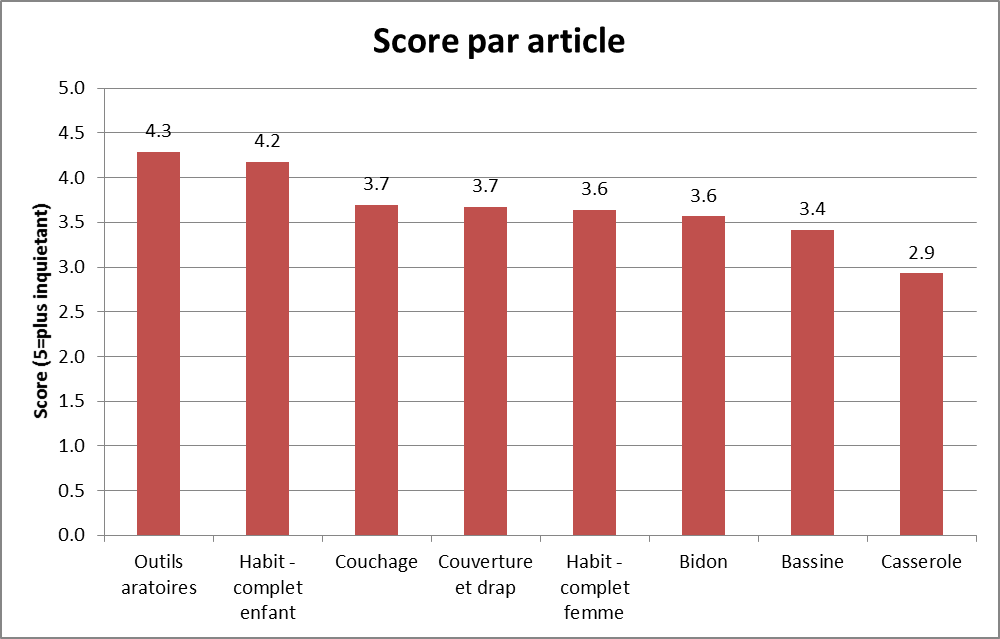 Score par article
Score (5=plus inquietant)
5.0
4.5
4.0
3.5
3.0
2.5
2.0
1.5
1.0
0.5
0.0
4.3
4.2
3.7
3.7
3.6
3.6
3.4
2.9
Outils
aratoires
Habit -
complet
enfant
Couchage
Couverture
et drap
Habit -
complet
femme
Bidon
Bassine
Casserole